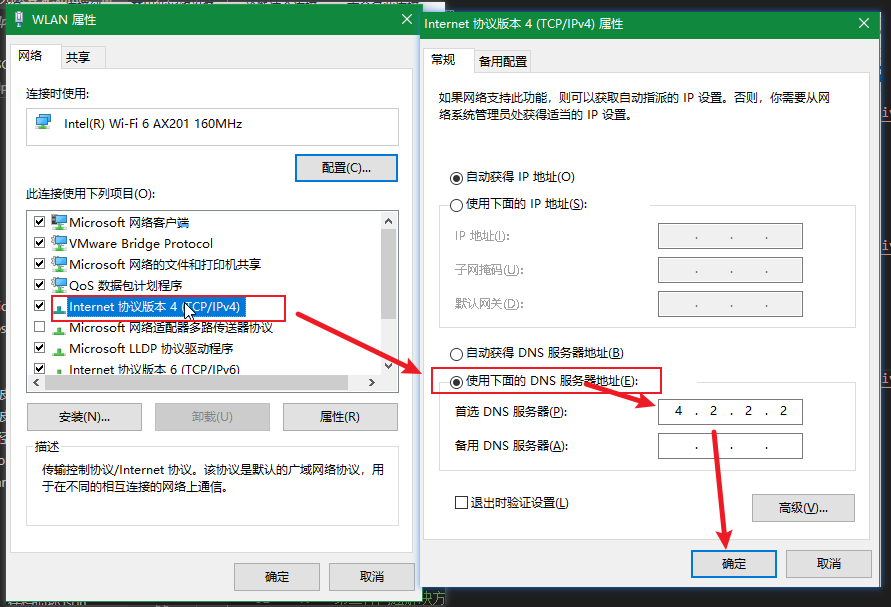 WLAN 属性
网络
共享
连接时使用:
Intel(R) Wi-Fi 6 AX201 160MHz
配置(C)...
此连接使用下列项目(O):
Microsoft 网络客户端
VMware Bridge Protocol
Microsoft 网络的文件和打印机共享
QoS 数据包计划程序
Internet 协议版本 4 (TCP/IPv4)
Microsoft 网络适配器多路传送器协议
Microsoft LLDP 协议驱动程序
Internet 协议版本 6 (TCP/IPv6)
安装(N)...
卸载(U)
属性(R)
描述
传输控制协议/Internet 协议。该协议是默认的广域网络协议，用
于在不同的相互连接的网络上通信。
确定
取消
Internet 协议版本 4 (TCP/IPv4) 属性
常规
备用配置
如果网络支持此功能，则可以获取自动指派的 IP 设置。否则，你需要从网
络系统管理员处获得适当的 IP 设置。
自动获得 IP 地址(O)
使用下面的 IP 地址(S):
IP 地址(I):
. . .
子网掩码(U):
. . .
默认网关(D):
. . .
自动获得 DNS 服务器地址(B)
使用下面的 DNS 服务器地址(E):
首选 DNS 服务器(P):
4 . 2 . 2 . 2
备用 DNS 服务器(A):
. . .
退出时验证设置(L)
高级(V)...
确定
取消